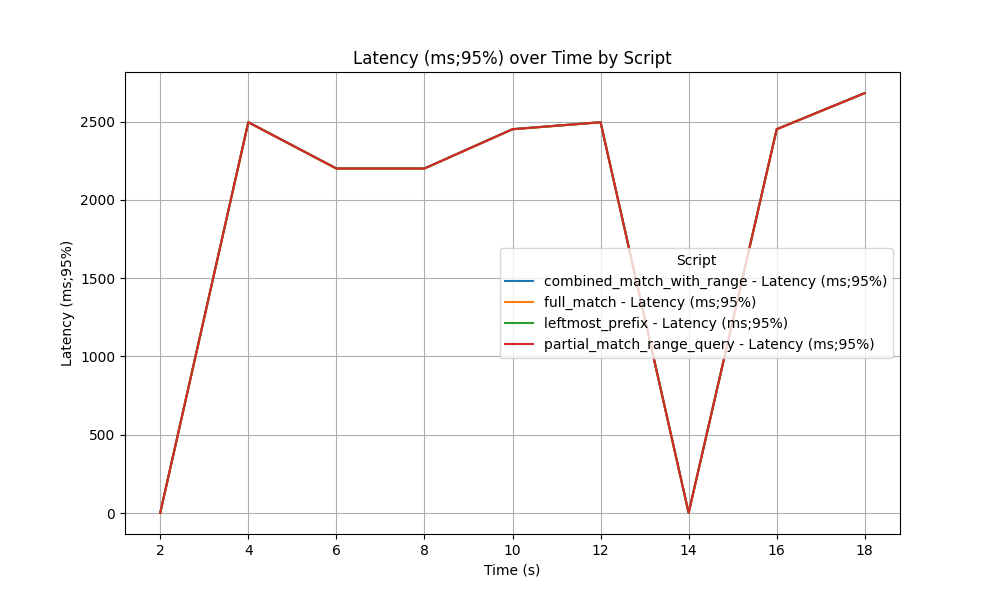 Latency (ms;95%) over Time by Script
Latency (ms;95%)
2500
2000
1500
1000
500
0
Script
combined_match_with_range - Latency (ms;95%)
full_match - Latency (ms;95%)
leftmost_prefix - Latency (ms;95%)
partial_match_range_query - Latency (ms;95%)
2 4 6 8 10 12 14 16 18
Time (s)